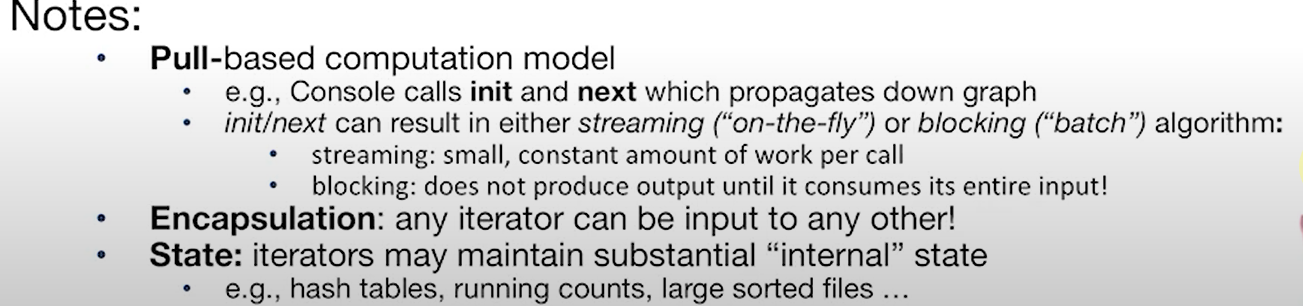 Notes:
• Pull-based computation model
• e.g., Console calls init and next which propagates down graph
• init/next can result in either streaming (“on-the-fly”) or blocking (“batch”) algorithm:
• streaming: small, constant amount of work per call
• blocking: does not produce output until it consumes its entire input!
• Encapsulation: any iterator can be input to any other!
• State: iterators may maintain substantial “internal” state
• e.g., hash tables, running counts, large sorted files …